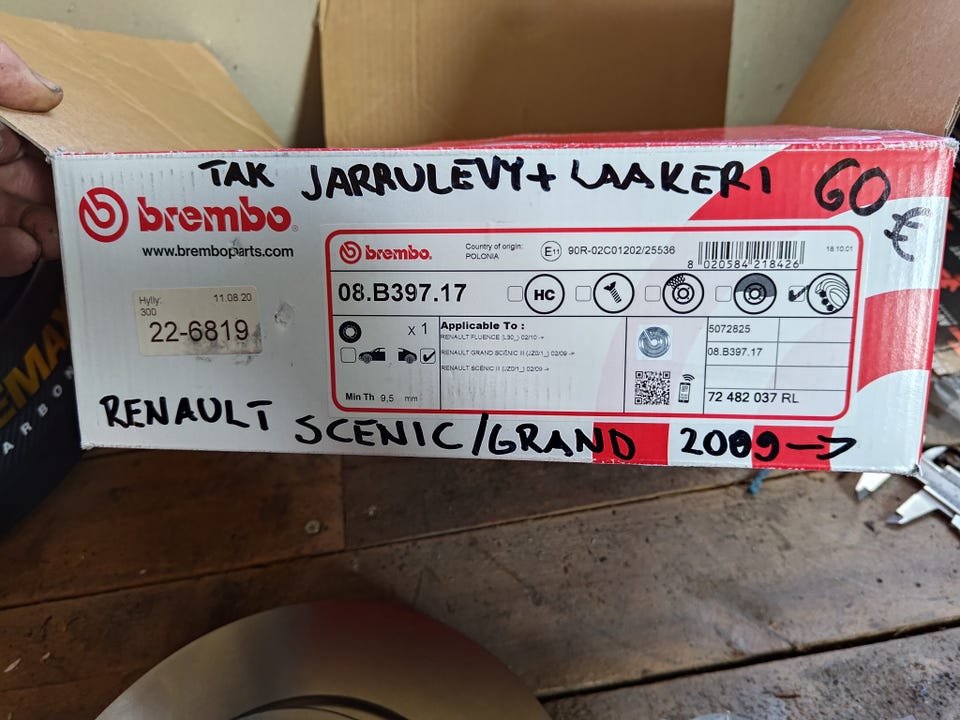 TAK JARRULEVY + LAAKERI 60 €
brembo®
www.bremboparts.com
Hylly: 11.08.20
300
22-6819
brembo®
Country of origin:
POLONIA
E11 90R-02C01202/25536
8 020584 218426
18.10.01
08.B397.17
HC
X 1
Applicable To :
RENAULT FLUENCE (L30_) 02/10 ->
RENAULT GRAND SCÉNIC III (JZ0/1_) 02/09 ->
RENAULT SCÉNIC III (JZ0/1_) 02/09->
Min Th 9,5 mm
5072825
08.B397.17
72 482 037 RL
RENAULT SCENIC/GRAND 2009 →
EMAX
ARBON